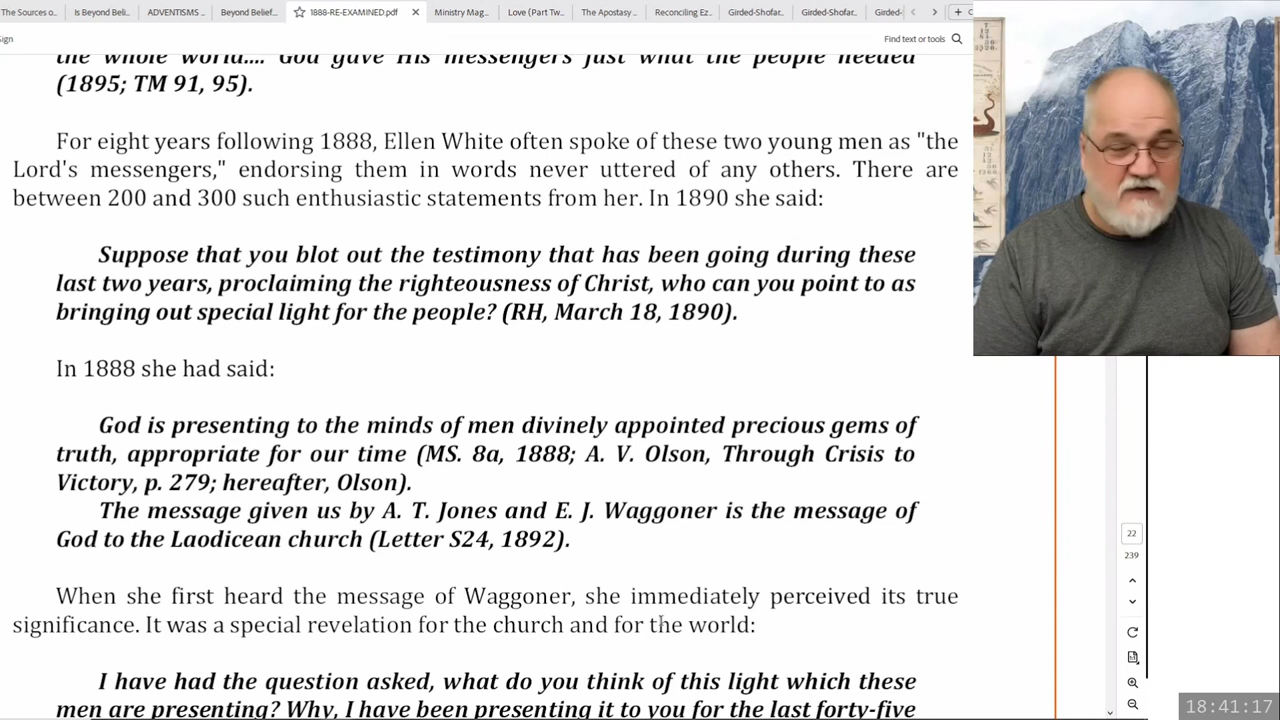 The Sources o...
Is Beyond Beli...
ADVENTISMS ...
Beyond Belief...
1888-RE-EXAMINED.pdf
Ministry Mag...
Love (Part Tw...
The Apostasy ...
Reconciling Ez...
Girded-Shofar...
Girded-Shofar...
Girded-
Sign
Find text or tools
the whole world.... God gave His messengers just what the people needed
(1895; TM 91, 95).
For eight years following 1888, Ellen White often spoke of these two young men as "the
Lord's messengers," endorsing them in words never uttered of any others. There are
between 200 and 300 such enthusiastic statements from her. In 1890 she said:
Suppose that you blot out the testimony that has been going during these
last two years, proclaiming the righteousness of Christ, who can you point to as
bringing out special light for the people? (RH, March 18, 1890).
In 1888 she had said:
God is presenting to the minds of men divinely appointed precious gems of
truth, appropriate for our time (MS. 8a, 1888; A. V. Olson, Through Crisis to
Victory, p. 279; hereafter, Olson).
The message given us by A. T. Jones and E. J. Waggoner is the message of
God to the Laodicean church (Letter S24, 1892).
When she first heard the message of Waggoner, she immediately perceived its true
significance. It was a special revelation for the church and for the world:
I have had the question asked, what do you think of this light which these
men are presenting? Why, I have been presenting it to you for the last forty-five
22
239
18:41:17